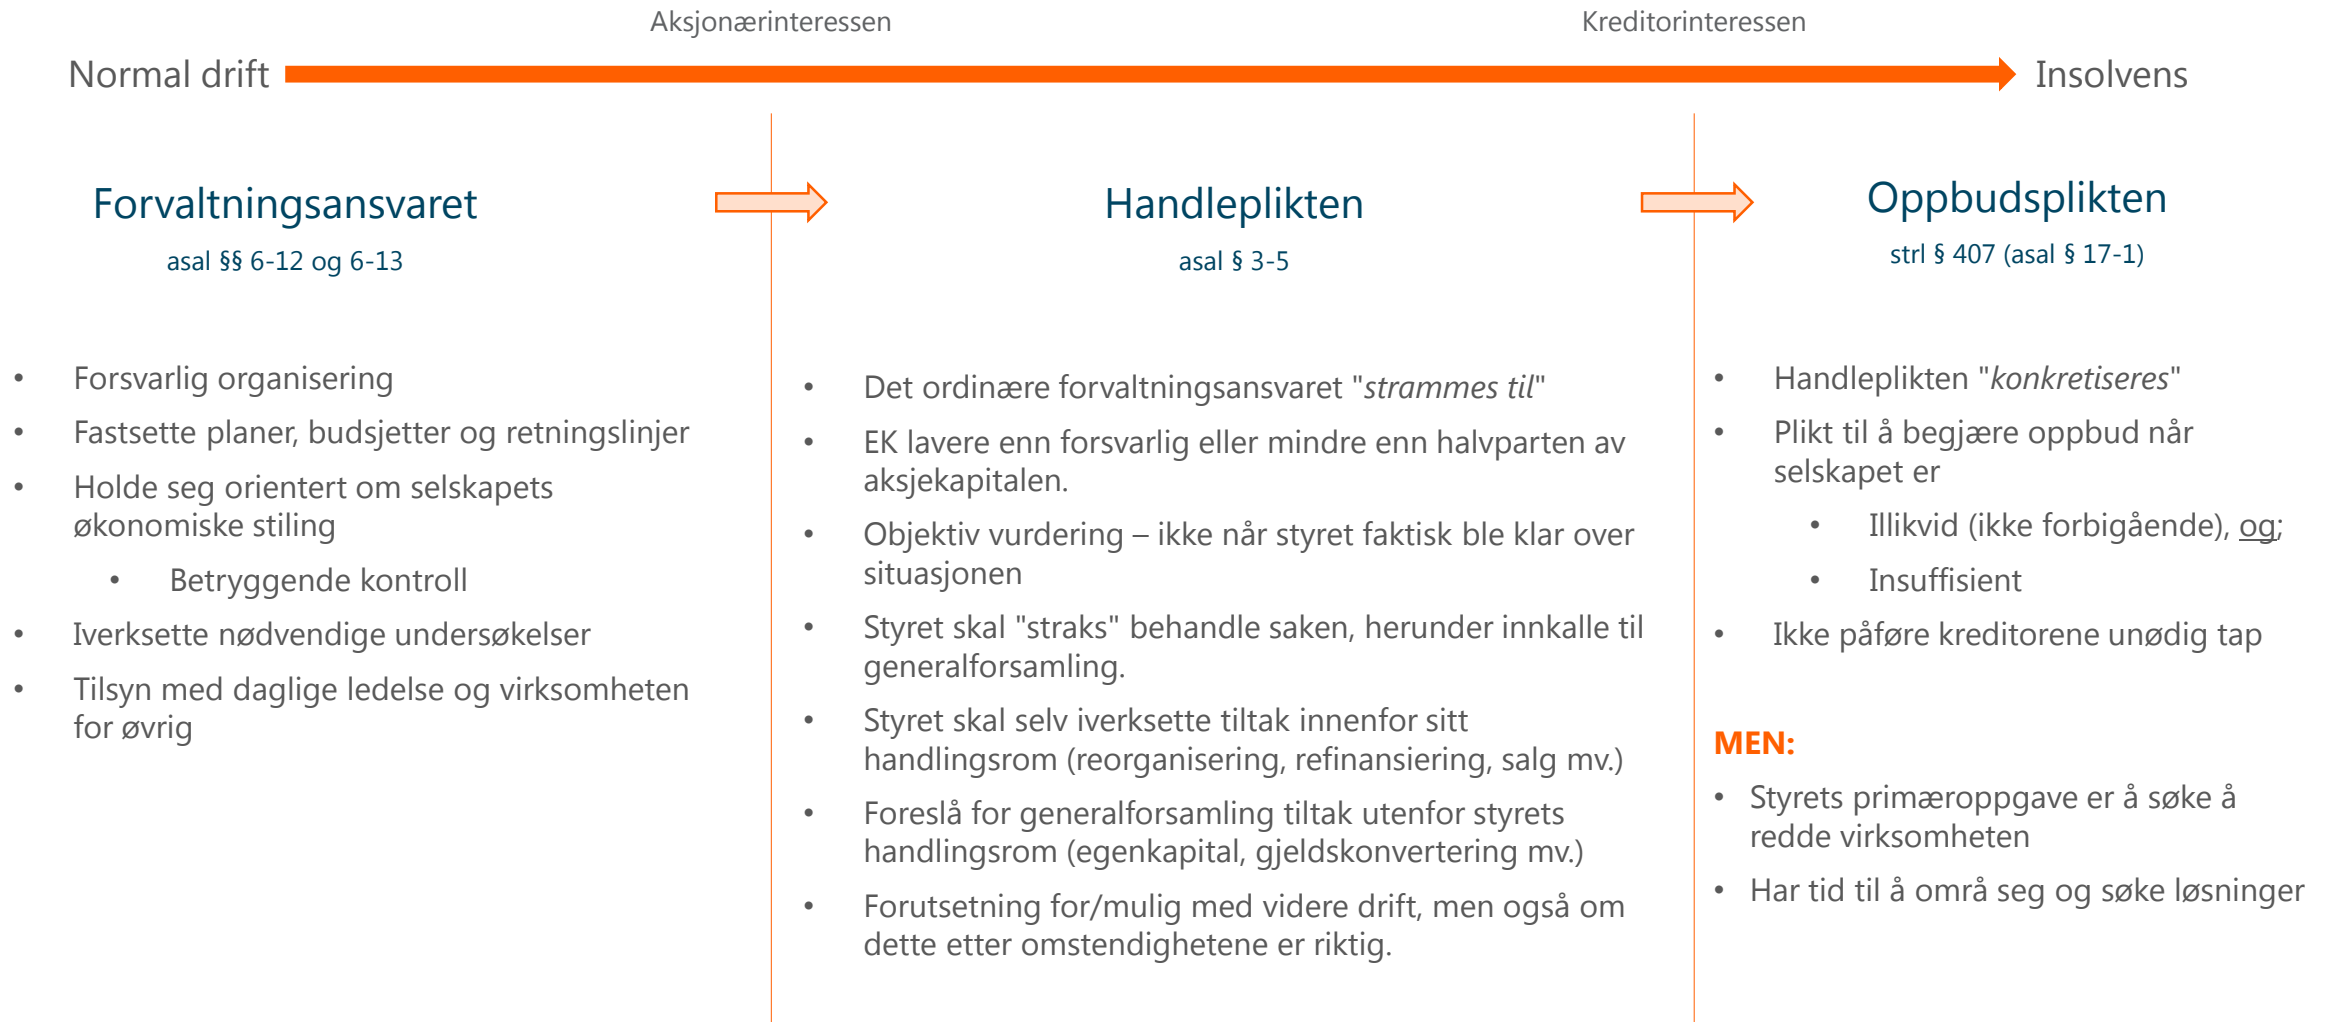 Aksjonærinteressen
Kreditorinteressen
Normal drift
Insolvens
Forvaltningsansvaret
asal §§ 6-12 og 6-13
• Forsvarlig organisering
• Fastsette planer, budsjetter og retningslinjer
• Holde seg orientert om selskapets
økonomiske stiling
• Betryggende kontroll
• Iverksette nødvendige undersøkelser
• Tilsyn med daglige ledelse og virksomheten
for øvrig
Handleplikten
asal § 3-5
• Det ordinære forvaltningsansvaret "strammes til"
• EK lavere enn forsvarlig eller mindre enn halvparten av
aksjekapitalen.
• Objektiv vurdering – ikke når styret faktisk ble klar over
situasjonen
• Styret skal "straks" behandle saken, herunder innkalle til
generalforsamling.
• Styret skal selv iverksette tiltak innenfor sitt
handlingsrom (reorganisering, refinansiering, salg mv.)
• Foreslå for generalforsamling tiltak utenfor styrets
handlingsrom (egenkapital, gjeldskonvertering mv.)
• Forutsetning for/mulig med videre drift, men også om
dette etter omstendighetene er riktig.
Oppbudsplikten
strl § 407 (asal § 17-1)
• Handleplikten "konkretiseres"
• Plikt til å begjære oppbud når
selskapet er
• Illikvid (ikke forbigående), og;
• Insuffisient
• Ikke påføre kreditorene unødig tap
MEN:
• Styrets primæroppgave er å søke å
redde virksomheten
• Har tid til å områ seg og søke løsninger